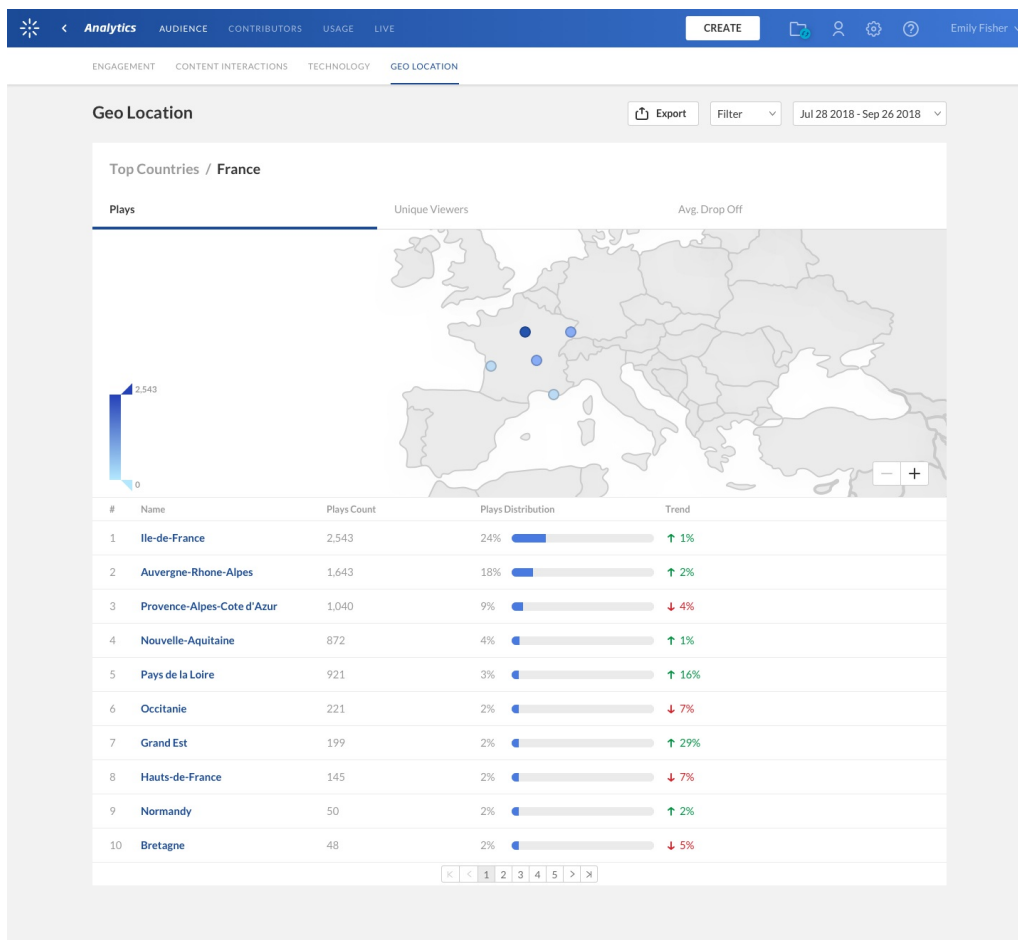 Analytics AUDIENCE CONTRIBUTORS USAGE LIVE CREATE Emily Fisher
ENGAGEMENT CONTENT INTERACTIONS TECHNOLOGY GEO LOCATION
Geo Location Export Filter Jul 28 2018 - Sep 26 2018
Top Countries / France
Plays Unique Viewers Avg. Drop Off
2,543
0
# Name Plays Count Plays Distribution Trend
1 Ile-de-France 2,543 24% ↑ 1%
2 Auvergne-Rhone-Alpes 1,643 18% ↑ 2%
3 Provence-Alpes-Cote d'Azur 1,040 9% ↓ 4%
4 Nouvelle-Aquitaine 872 4% ↑ 1%
5 Pays de la Loire 921 3% ↑ 16%
6 Occitanie 221 2% ↓ 7%
7 Grand Est 199 2% ↑ 29%
8 Hauts-de-France 145 2% ↓ 7%
9 Normandy 50 2% ↑ 2%
10 Bretagne 48 2% ↓ 5%
1 2 3 4 5